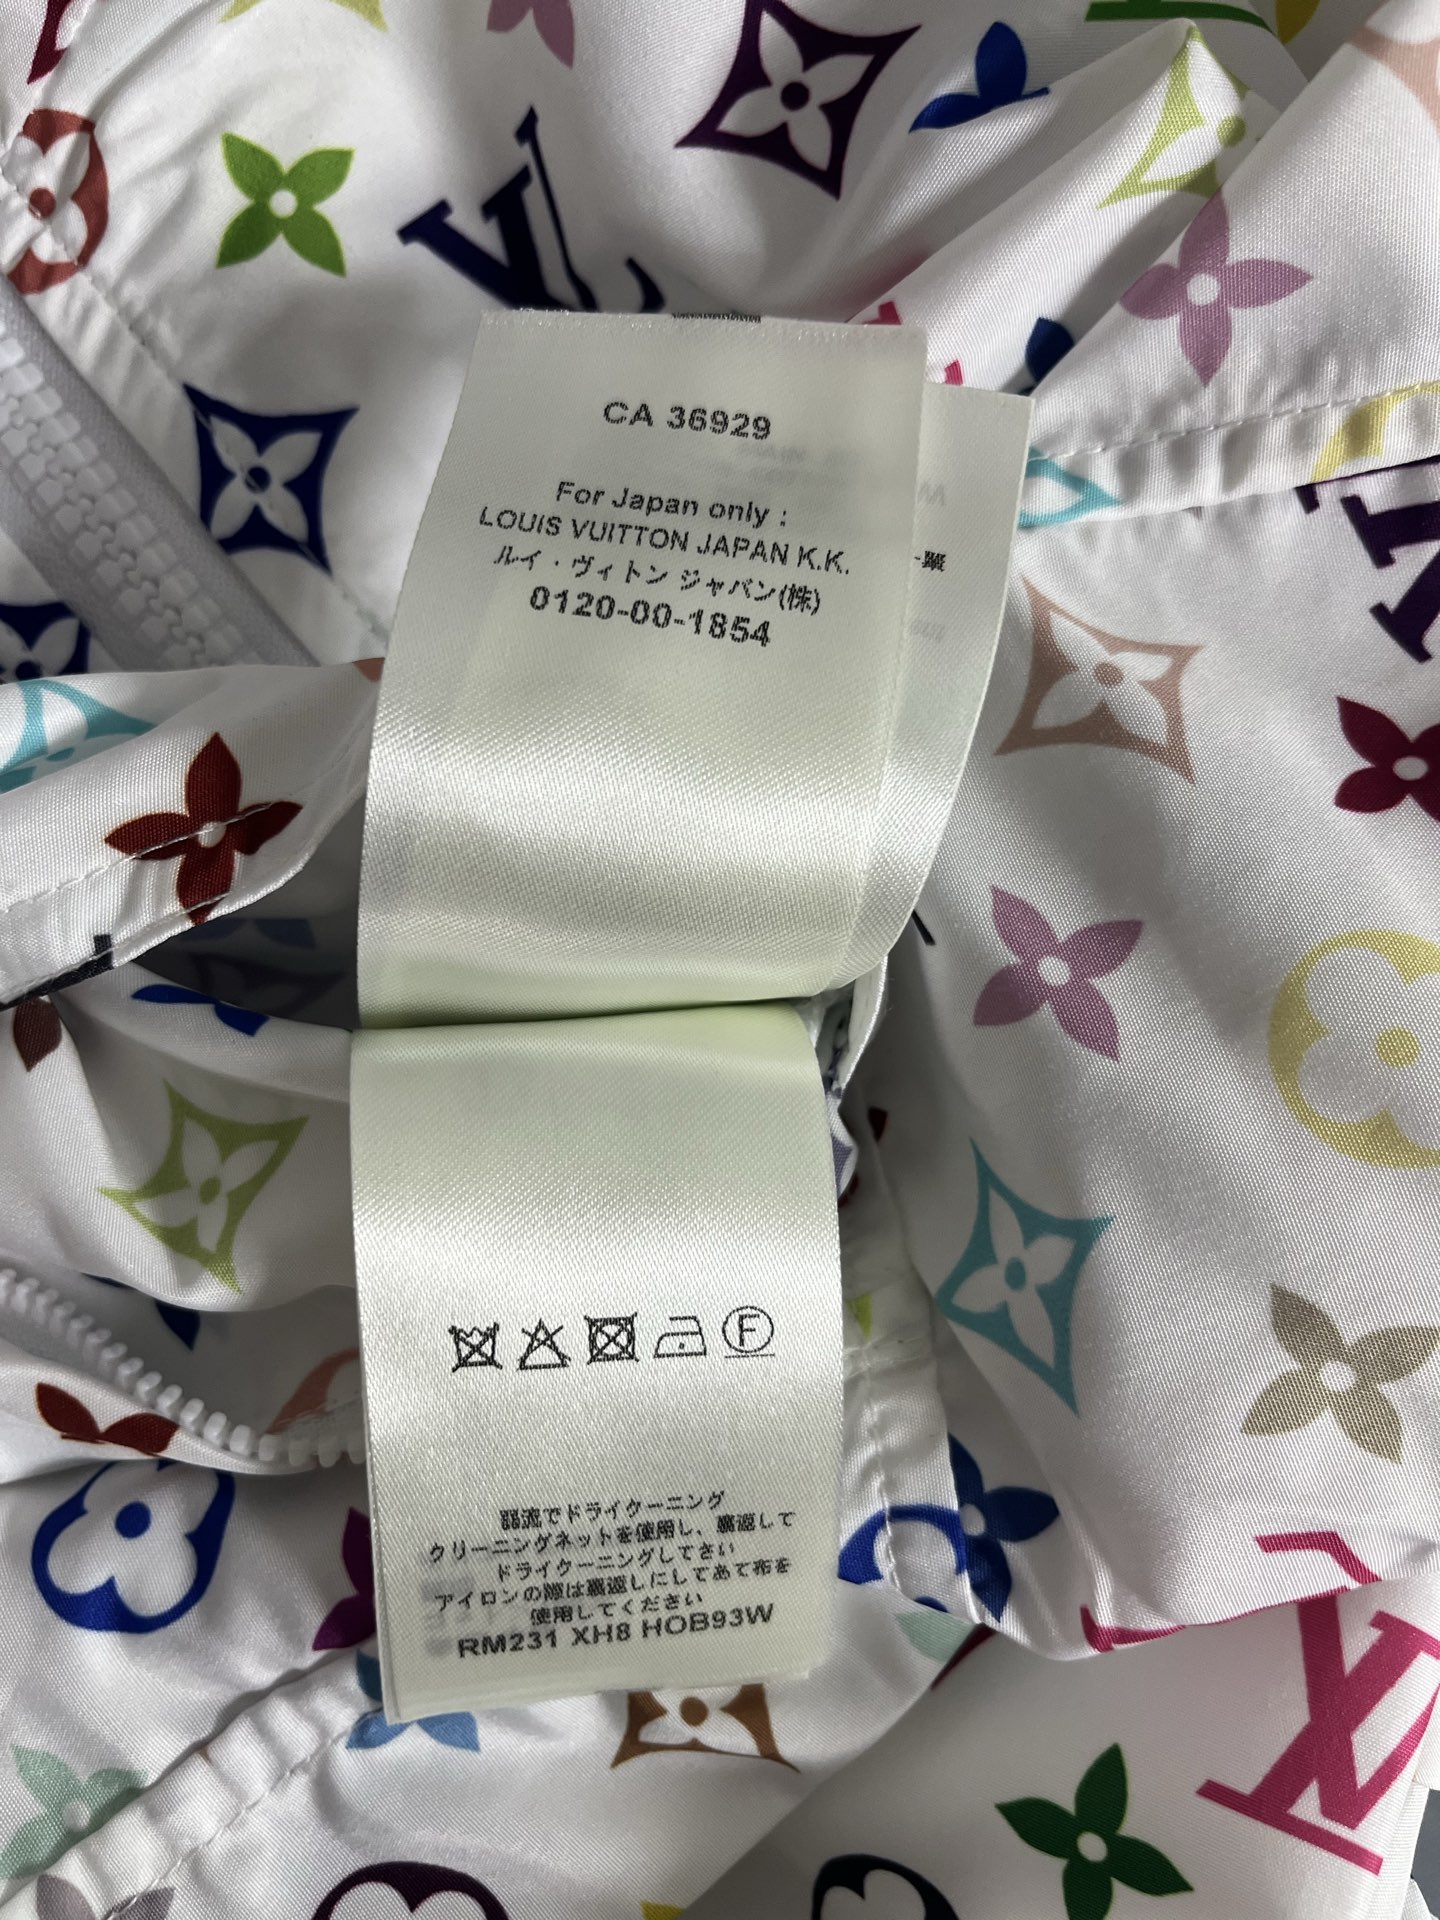 CA 36929
For Japan only :
LOUIS VUITTON JAPAN K.K.
ルイ・ヴィトン ジャパン(株)
0120-00-1854
F
弱流でドライクーニング
クリーニングネットを使用し、裏返して
ドライクーニングしてさい
アイロンの際は裏返しにしてあて布を
使用してください
RM231 XH8 HOB93W